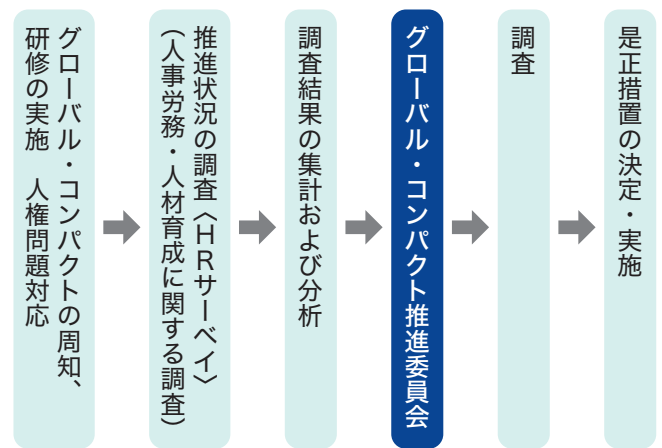 グローバル・コンパクトの周知、
研修の実施　人権問題対応
推進状況の調査〈HRサーベイ〉
（人事労務・人材育成に関する調査）
調査結果の集計および分析
グローバル・コンパクト推進委員会
調査
是正措置の決定・実施